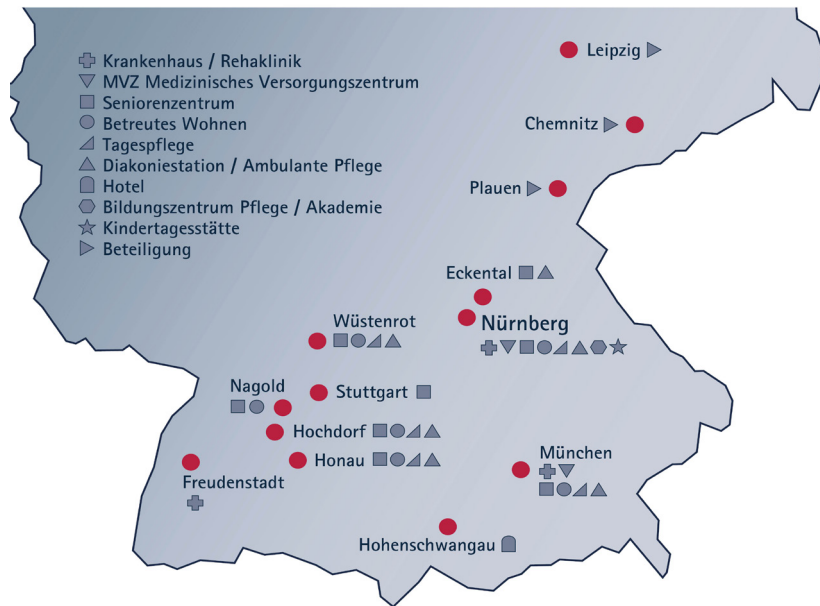 Krankenhaus / Rehaklinik
MVZ Medizinisches Versorgungszentrum
Seniorenzentrum
Betreutes Wohnen
Tagespflege
Diakoniestation / Ambulante Pflege
Hotel
Bildungszentrum Pflege / Akademie
Kindertagesstätte
Beteiligung
Leipzig
Chemnitz
Plauen
Eckental
Nürnberg
Wüstenrot
Nagold
Stuttgart
Hochdorf
Honau
Freudenstadt
München
Hohenschwangau